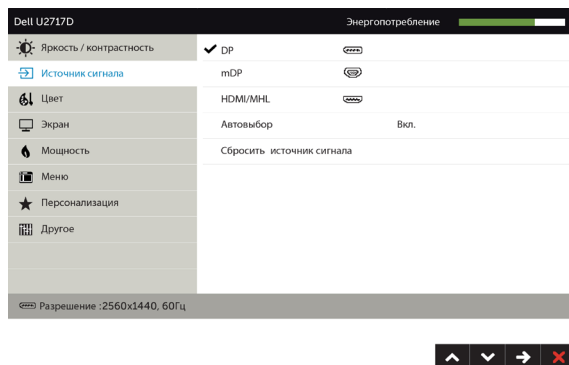 Dell U2717D Энергопотребление
Яркость / контрастность
Источник сигнала
Цвет
Экран
Мощность
Меню
Персонализация
Другое
DP
mDP
HDMI/MHL
Автовыбор Вкл.
Сбросить источник сигнала
Разрешение :2560x1440, 60Гц